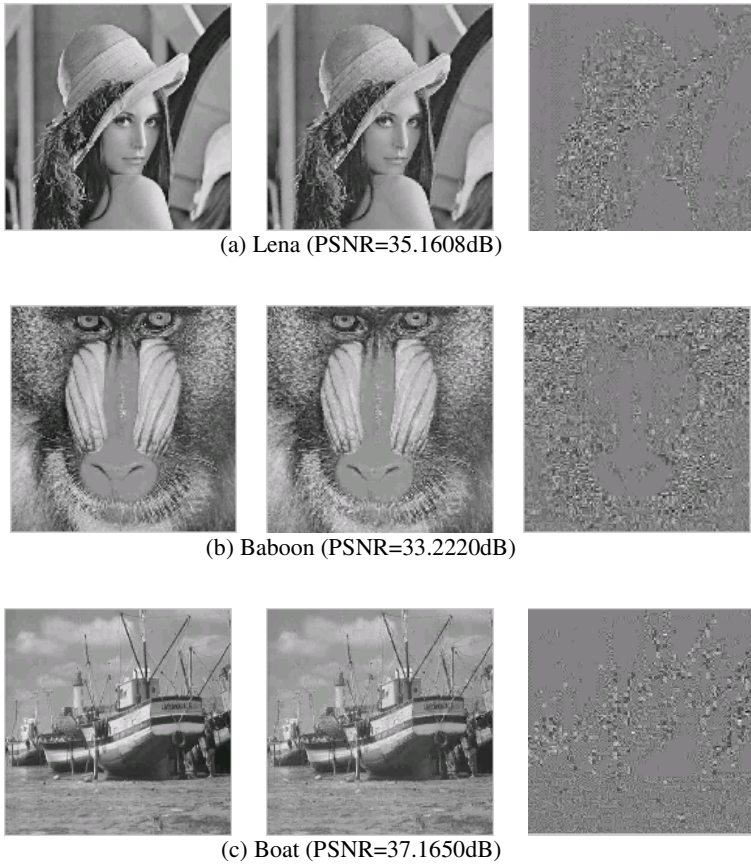 (a) Lena (PSNR=35.1608dB)
(b) Baboon (PSNR=33.2220dB)
(c) Boat (PSNR=37.1650dB)